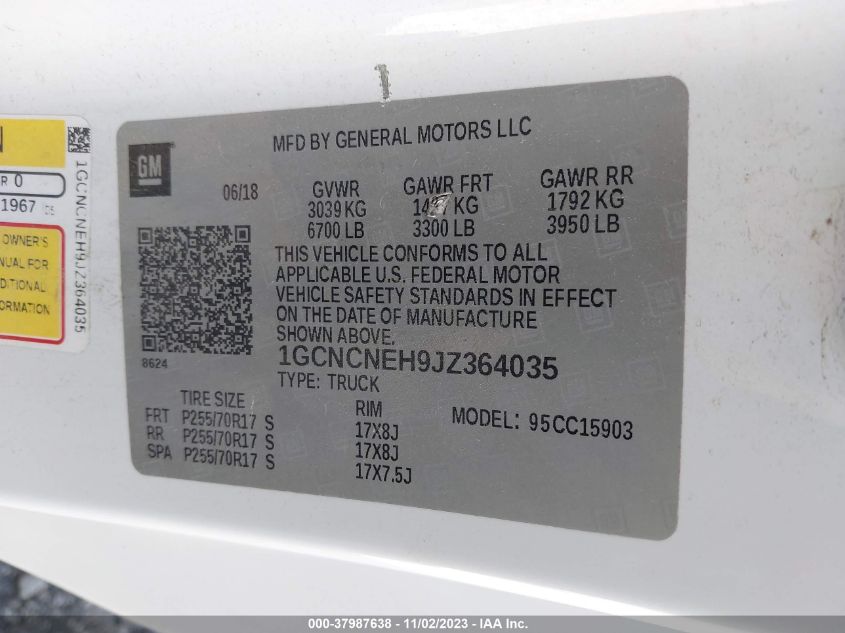 N
R 0
1967 C5
OWNER'S
NUAL FOR
DITIONAL
ORMATION
1GCNCNEH9JZ364035
GM
MFD BY GENERAL MOTORS LLC
06/18
GVWR GAWR FRT GAWR RR
3039 KG KG 1792 KG
6700 LB 3300 LB 3950 LB
THIS VEHICLE CONFORMS TO ALL
APPLICABLE U.S. FEDERAL MOTOR
VEHICLE SAFETY STANDARDS IN EFFECT
ON THE DATE OF MANUFACTURE
SHOWN ABOVE.
1GCNCNEH9JZ364035
8624
TYPE: TRUCK
TIRE SIZE RIM MODEL: 95CC15903
FRT P255/70R17 S 17X8J
RR P255/70R17 S 17X8J
SPA P255/70R17 S 17X7.5J
000-37987638 - 11/02/2023 - IAA Inc.